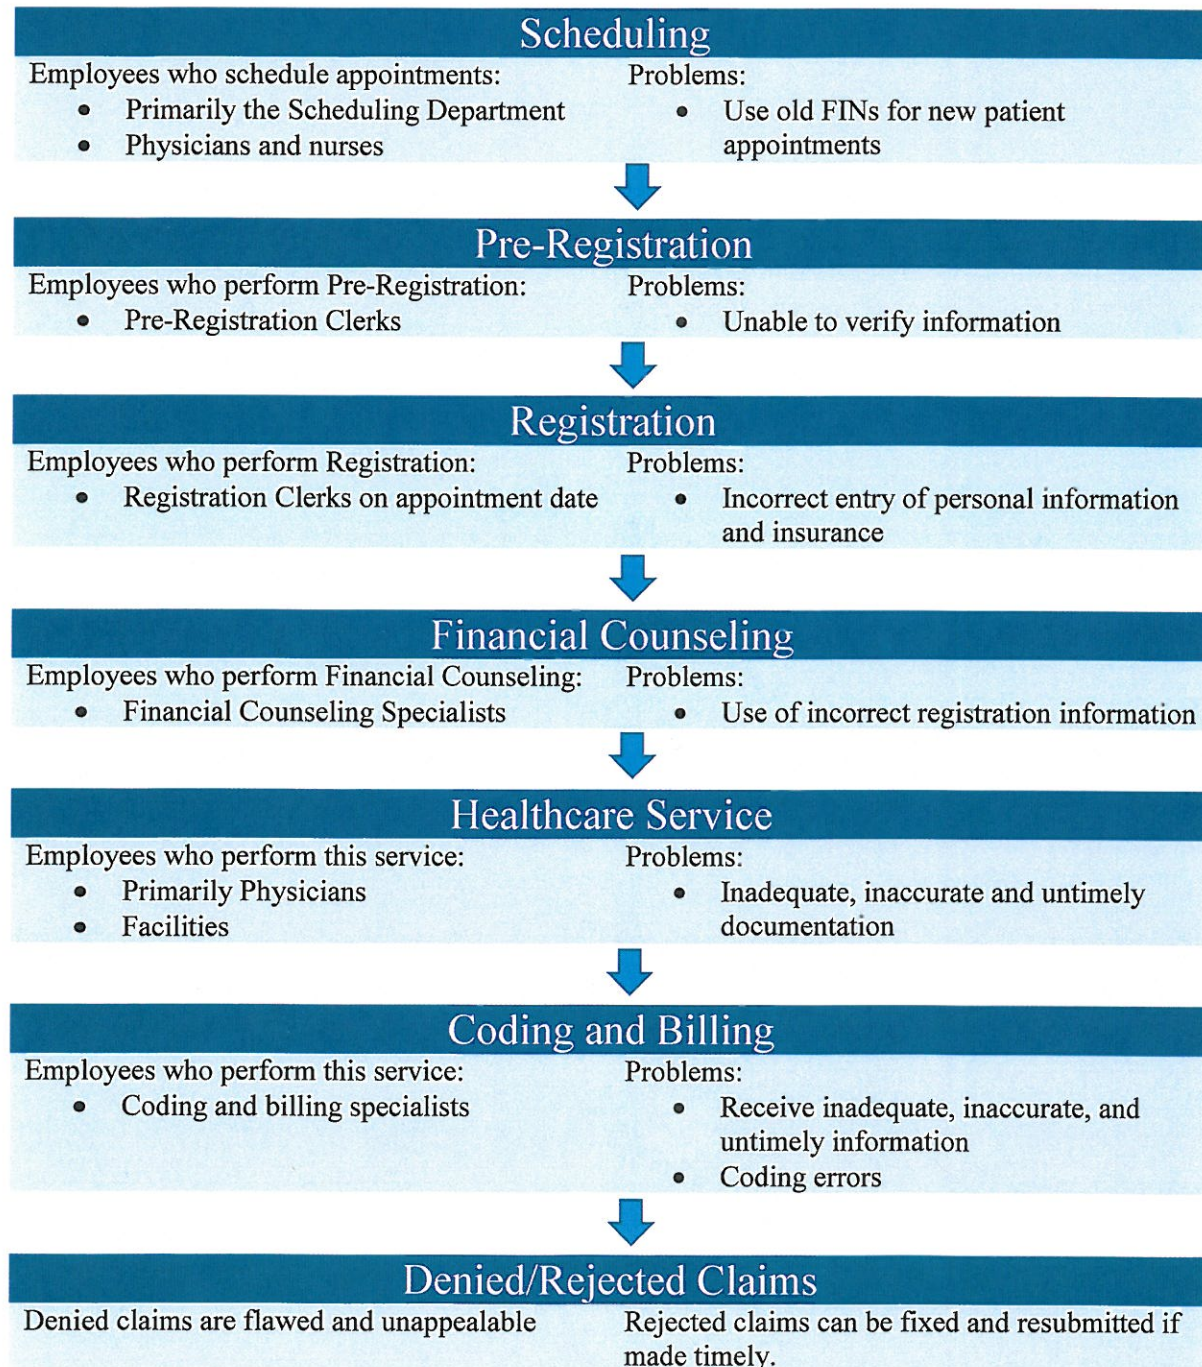 Scheduling
Employees who schedule appointments:
• Primarily the Scheduling Department
• Physicians and nurses
Problems:
• Use old FINs for new patient
appointments
Pre-Registration
Employees who perform Pre-Registration:
• Pre-Registration Clerks
Problems:
• Unable to verify information
Registration
Employees who perform Registration:
• Registration Clerks on appointment date
Problems:
• Incorrect entry of personal information
and insurance
Financial Counseling
Employees who perform Financial Counseling:
• Financial Counseling Specialists
Problems:
• Use of incorrect registration information
Healthcare Service
Employees who perform this service:
• Primarily Physicians
• Facilities
Problems:
• Inadequate, inaccurate and untimely
documentation
Coding and Billing
Employees who perform this service:
• Coding and billing specialists
Problems:
• Receive inadequate, inaccurate, and
untimely information
• Coding errors
Denied/Rejected Claims
Denied claims are flawed and unappealable
Rejected claims can be fixed and resubmitted if
made timely.